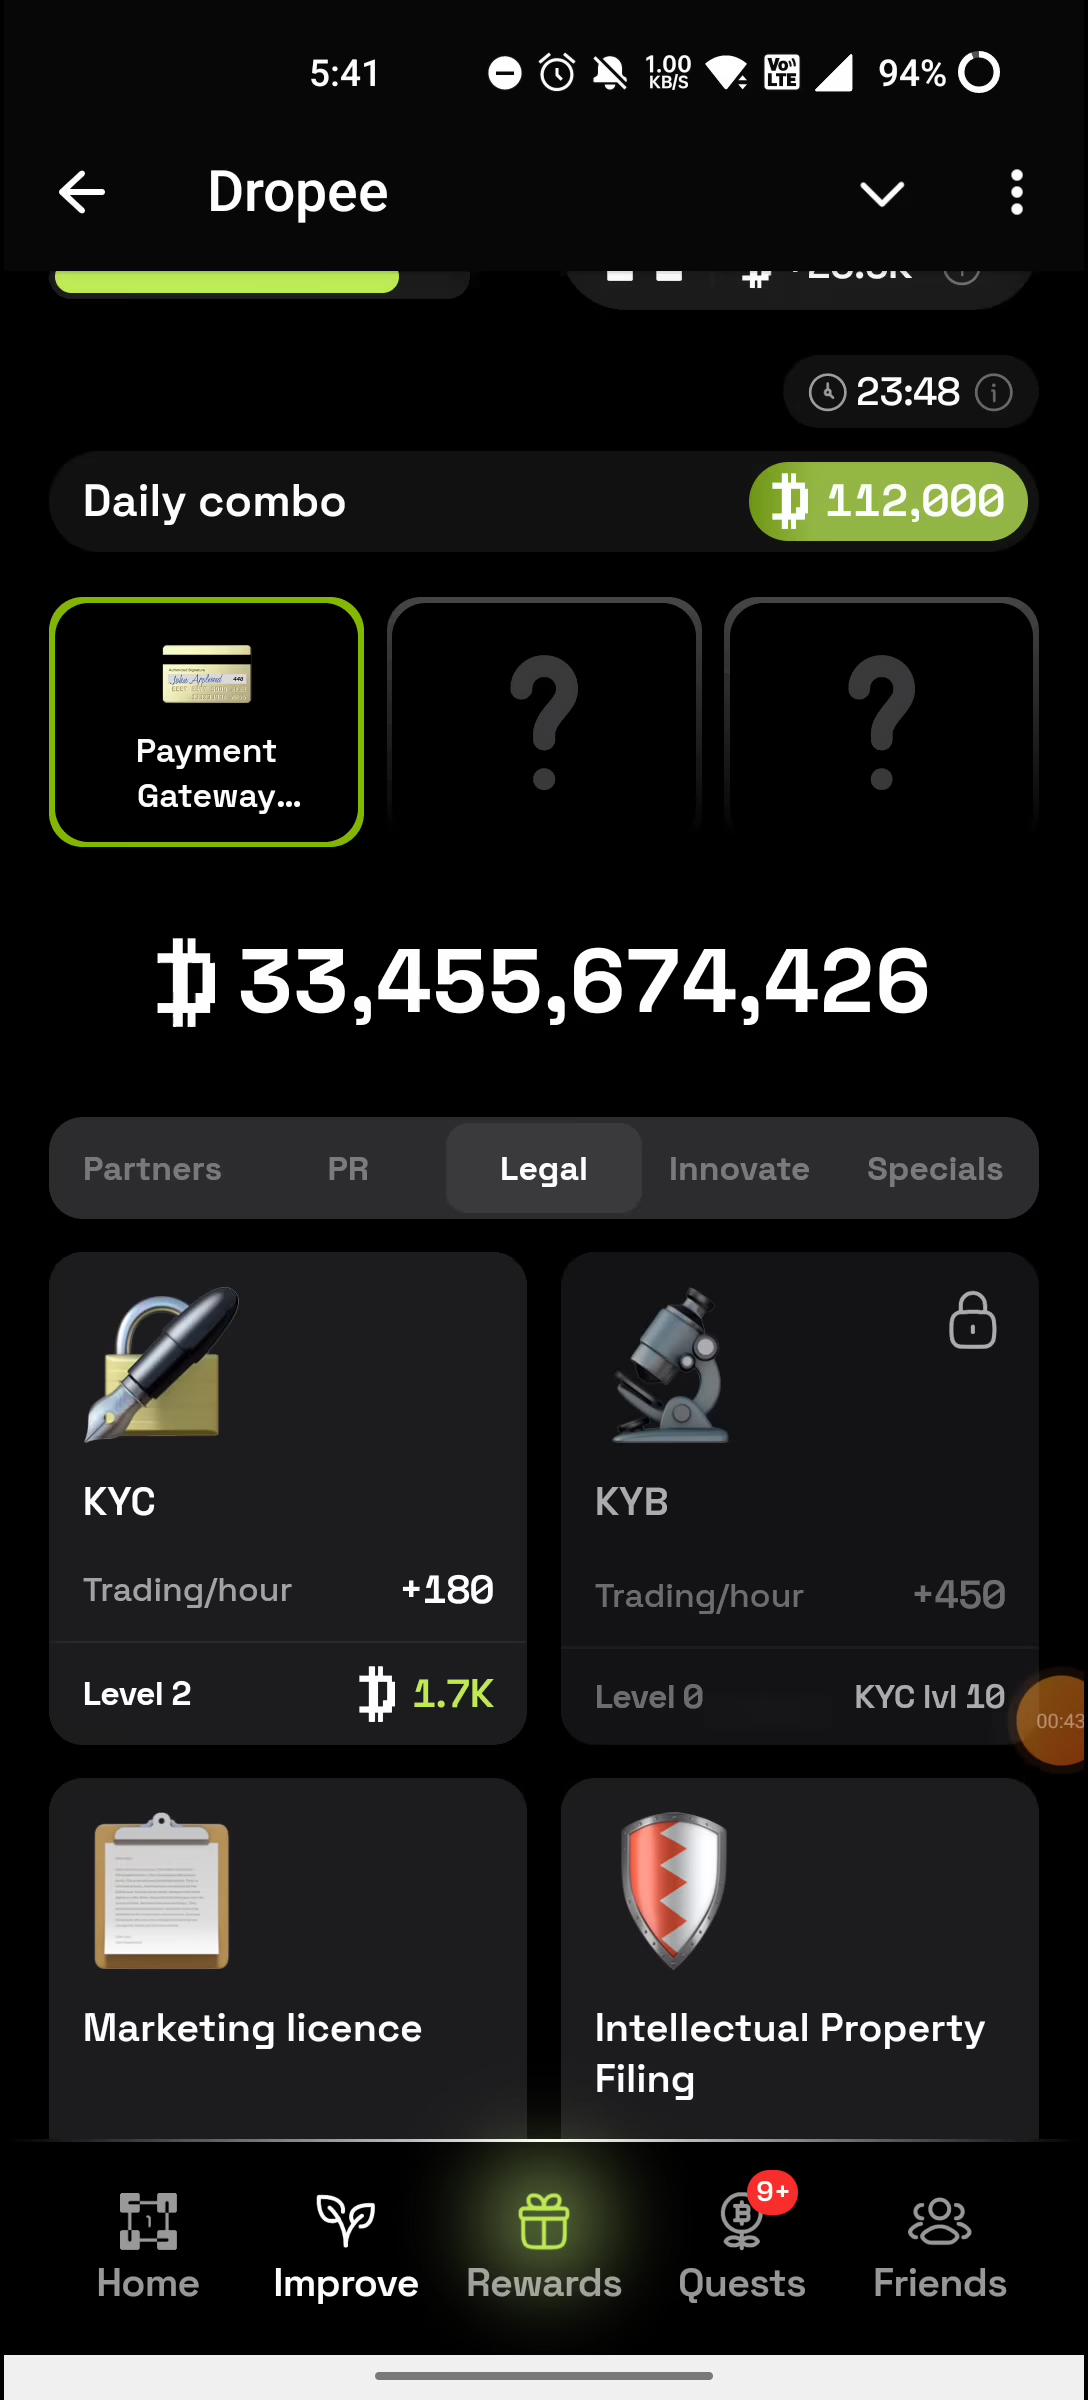 5:41
1.00
KB/S
Vo))
LTE
94%
Dropee
23:48
Daily combo
112,000
Payment
Gateway...
33,455,674,426
Partners
PR
Legal
Innovate
Specials
KYC
Trading/hour
+180
Level 2
1.7K
KYB
Trading/hour
+450
Level 0
KYC lvl 10
00:43
Marketing licence
Intellectual Property
Filing
9+
Home
Improve
Rewards
Quests
Friends